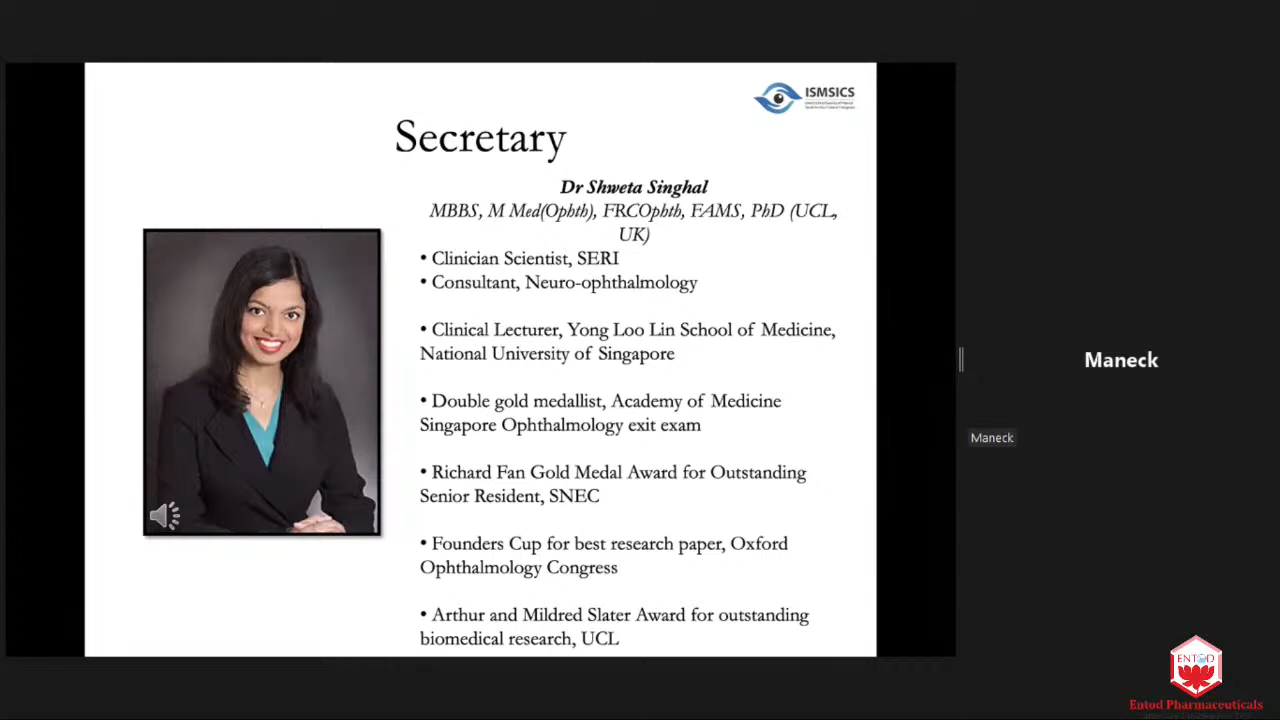 ISMSICS
Secretary
Dr Shweta Singhal
MBBS, M Med(Ophth), FRCOphth, FAMS, PhD (UCL,
UK)
• Clinician Scientist, SERI
• Consultant, Neuro-ophthalmology
• Clinical Lecturer, Yong Loo Lin School of Medicine,
National University of Singapore
• Double gold medallist, Academy of Medicine
Singapore Ophthalmology exit exam
• Richard Fan Gold Medal Award for Outstanding
Senior Resident, SNEC
• Founders Cup for best research paper, Oxford
Ophthalmology Congress
• Arthur and Mildred Slater Award for outstanding
biomedical research, UCL
Maneck
Maneck
ENTOD
Entod Pharmaceuticals